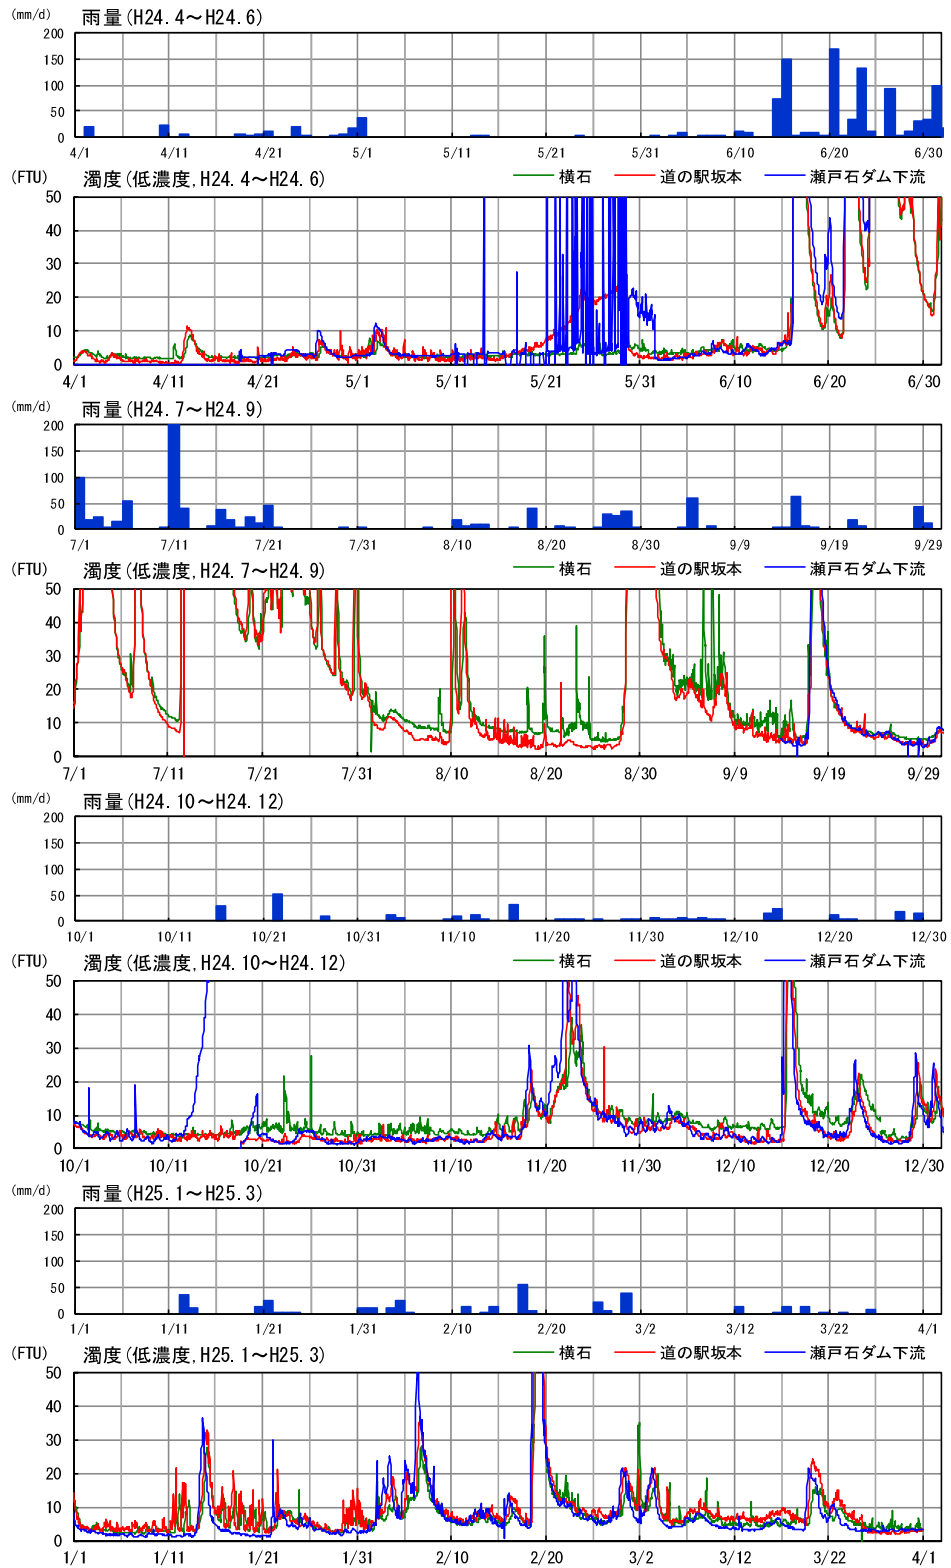 (mm/d) 雨量(H24.4～H24.6)
200
150
100
50
0
4/1 4/11 4/21 5/1 5/11 5/21 5/31 6/10 6/20 6/30
(FTU) 濁度(低濃度,H24.4～H24.6) 横石 道の駅坂本 瀬戸石ダム下流
50
40
30
20
10
0
4/1 4/11 4/21 5/1 5/11 5/21 5/31 6/10 6/20 6/30
(mm/d) 雨量(H24.7～H24.9)
200
150
100
50
0
7/1 7/11 7/21 7/31 8/10 8/20 8/30 9/9 9/19 9/29
(FTU) 濁度(低濃度,H24.7～H24.9) 横石 道の駅坂本 瀬戸石ダム下流
50
40
30
20
10
0
7/1 7/11 7/21 7/31 8/10 8/20 8/30 9/9 9/19 9/29
(mm/d) 雨量(H24.10～H24.12)
200
150
100
50
0
10/1 10/11 10/21 10/31 11/10 11/20 11/30 12/10 12/20 12/30
(FTU) 濁度(低濃度,H24.10～H24.12) 横石 道の駅坂本 瀬戸石ダム下流
50
40
30
20
10
0
10/1 10/11 10/21 10/31 11/10 11/20 11/30 12/10 12/20 12/30
(mm/d) 雨量(H25.1～H25.3)
200
150
100
50
0
1/1 1/11 1/21 1/31 2/10 2/20 3/2 3/12 3/22 4/1
(FTU) 濁度(低濃度,H25.1～H25.3) 横石 道の駅坂本 瀬戸石ダム下流
50
40
30
20
10
0
1/1 1/11 1/21 1/31 2/10 2/20 3/2 3/12 3/22 4/1